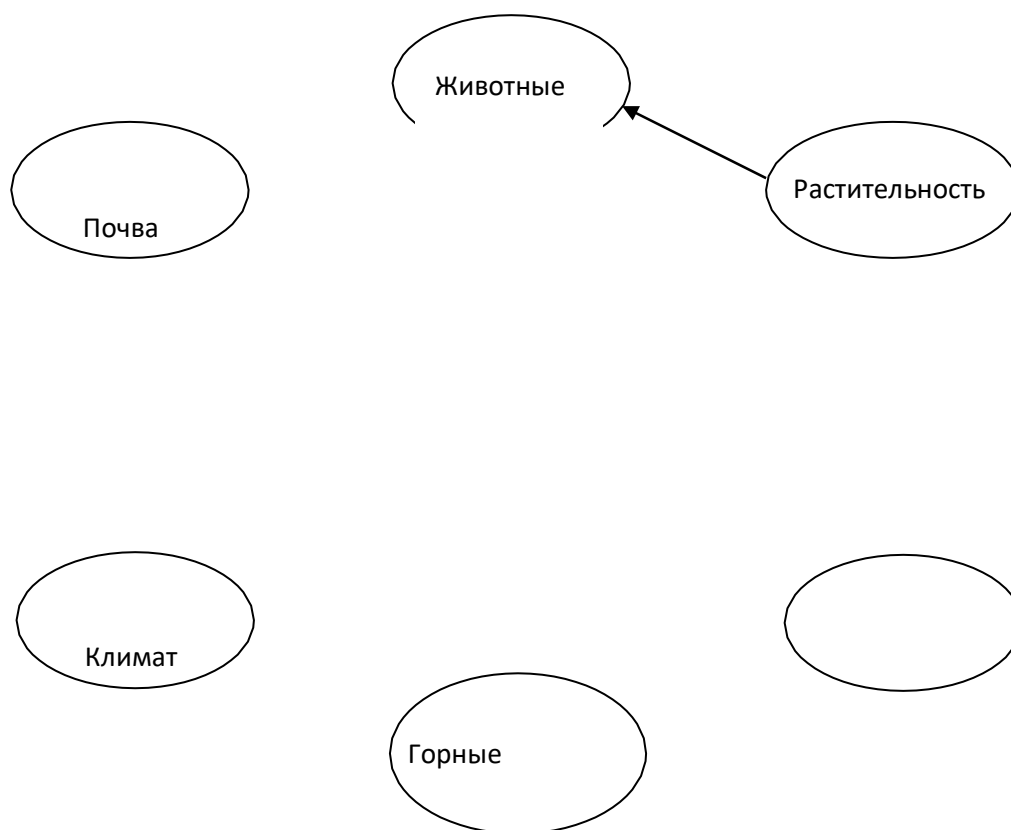 Животные
Растительность
Почва
Климат
Горные